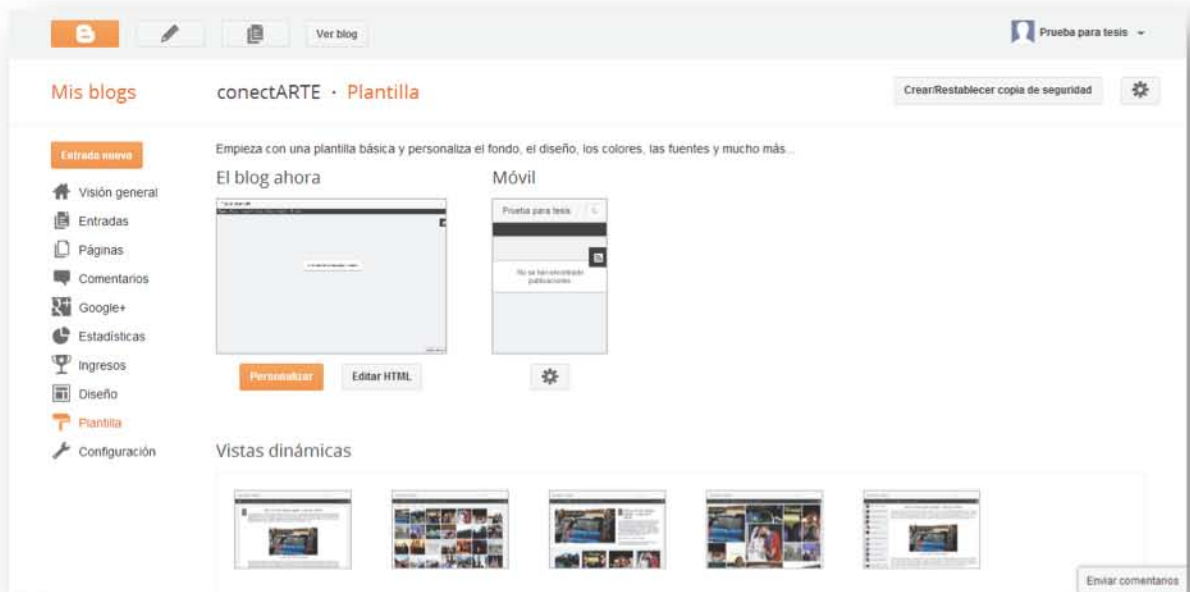 Ver blog
Prueba para tesis
Mis blogs
conectARTE · Plantilla
Crear/Restablecer copia de seguridad
Entrada nueva
Visión general
Entradas
Páginas
Comentarios
Google+
Estadísticas
Ingresos
Diseño
Plantilla
Configuración
Empieza con una plantilla básica y personaliza el fondo, el diseño, los colores, las fuentes y mucho más...
El blog ahora
Móvil
Prueba para tesis
No se han encontrado
publicaciones
Personalizar
Editar HTML
Vistas dinámicas
Enviar comentarios